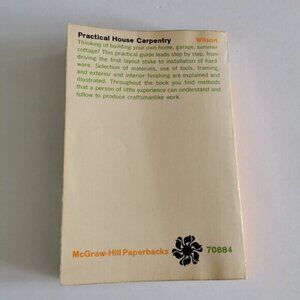 Practical House Carpentry Wilson
Thinking of building your own home, garage, summer
cottage? This practical guide leads step by step, from
driving the first layout stake to installation of hard-
ware. Selection of materials, use of tools, framing,
and exterior and interior finishing are explained and
illustrated. Throughout the book you find methods
that a person of little experience can understand and
follow to produce craftsmanlike work.
McGraw-Hill Paperbacks 70884